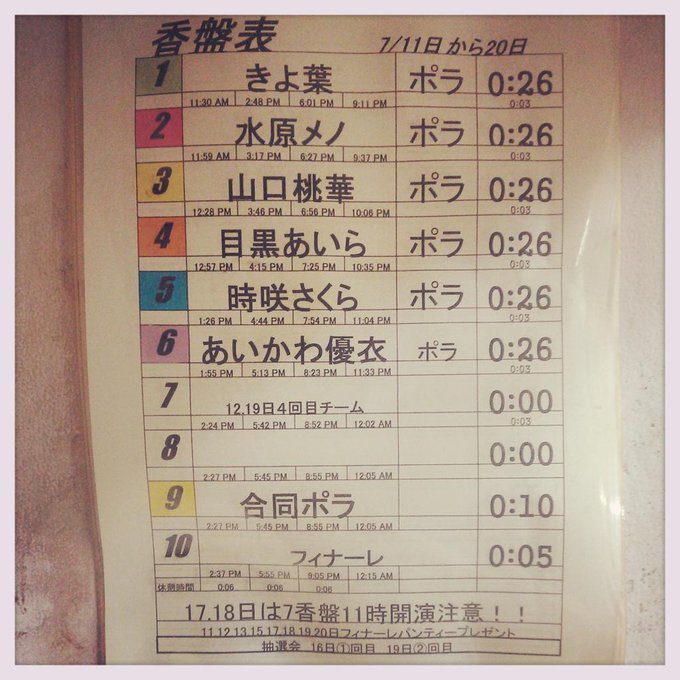 香盤表 7/11日から20日
1 きよ葉 ポラ 0:26
11:30 AM 2:48 PM 6:01 PM 9:11 PM 0:03
2 水原メノ ポラ 0:26
11:59 AM 3:17 PM 6:27 PM 9:37 PM 0:03
3 山口桃華 ポラ 0:26
12:28 PM 3:46 PM 6:56 PM 10:06 PM 0:03
4 目黒あいら ポラ 0:26
12:57 PM 4:15 PM 7:25 PM 10:35 PM 0:03
5 時咲さくら ポラ 0:26
1:26 PM 4:44 PM 7:54 PM 11:04 PM 0:03
6 あいかわ優衣 ポラ 0:26
1:55 PM 5:13 PM 8:23 PM 11:33 PM 0:03
7 12,19日4回目チーム 0:00
2:24 PM 5:42 PM 8:52 PM 12:02 AM 0:03
8 0:00
2:27 PM 5:45 PM 8:55 PM 12:05 AM
9 合同ポラ 0:10
2:27 PM 5:45 PM 8:55 PM 12:05 AM
10 フィナーレ 0:05
2:37 PM 5:55 PM 9:05 PM 12:15 AM
休憩時間 0:06 0:06 0:06
17.18日は7香盤11時開演注意!!
11,12,13,15,17,18,19,20日フィナーレパンティープレゼント
抽選会 16日①回目 19日②回目